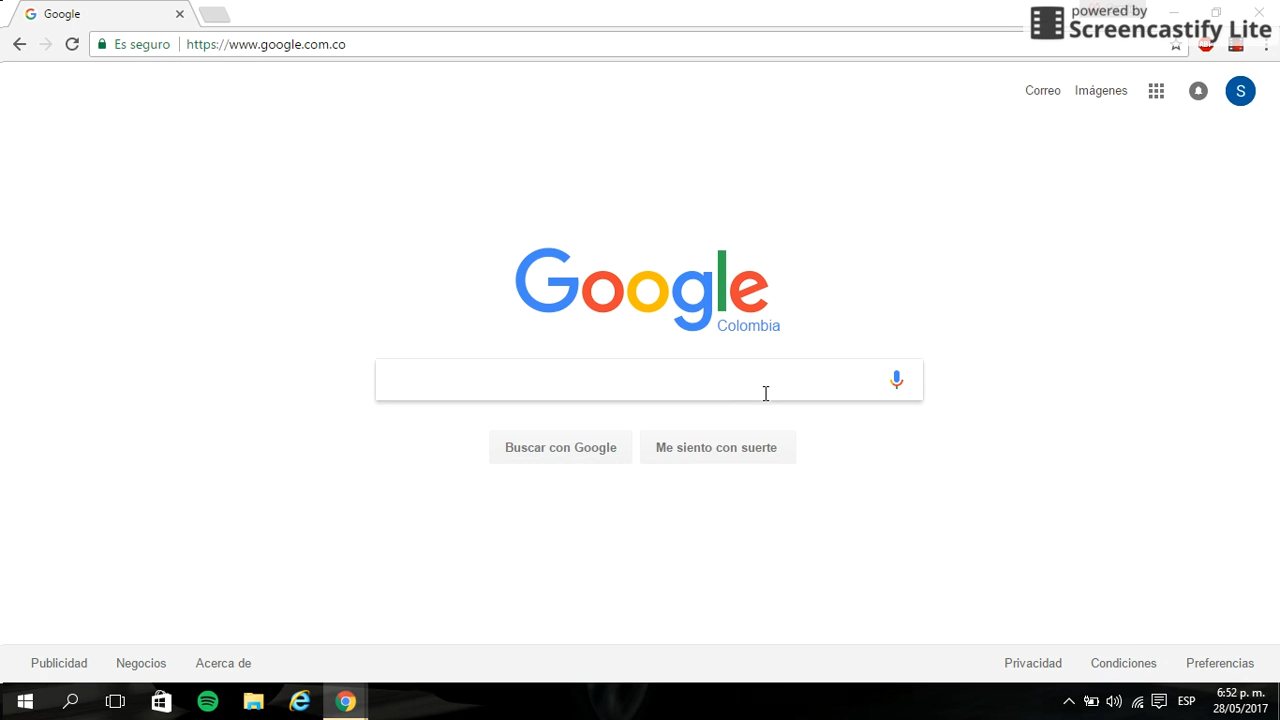 Google
powered by
Screencastify Lite
Es seguro
https://www.google.com.co
Correo
Imágenes
S
Google
Colombia
Buscar con Google
Me siento con suerte
Publicidad
Negocios
Acerca de
Privacidad
Condiciones
Preferencias
ESP
6:52 p. m.
28/05/2017